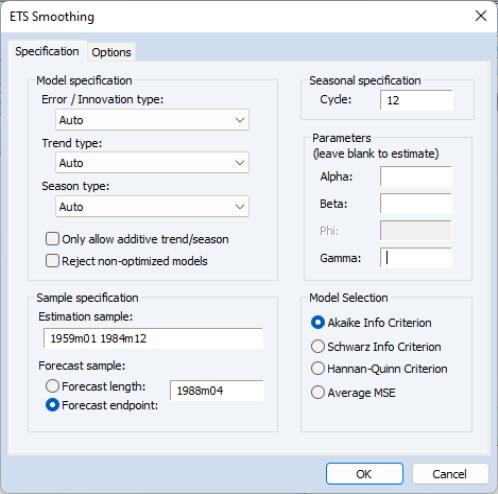 ETS Smoothing
Specification
Options
Model specification
Error / Innovation type:
Auto
Trend type:
Auto
Season type:
Auto
Only allow additive trend/season
Reject non-optimized models
Seasonal specification
Cycle: 12
Parameters
(leave blank to estimate)
Alpha:
Beta:
Phi:
Gamma:
Sample specification
Estimation sample:
1959m01 1984m12
Forecast sample:
Forecast length:
1988m04
Forecast endpoint:
Model Selection
Akaike Info Criterion
Schwarz Info Criterion
Hannan-Quinn Criterion
Average MSE
OK
Cancel